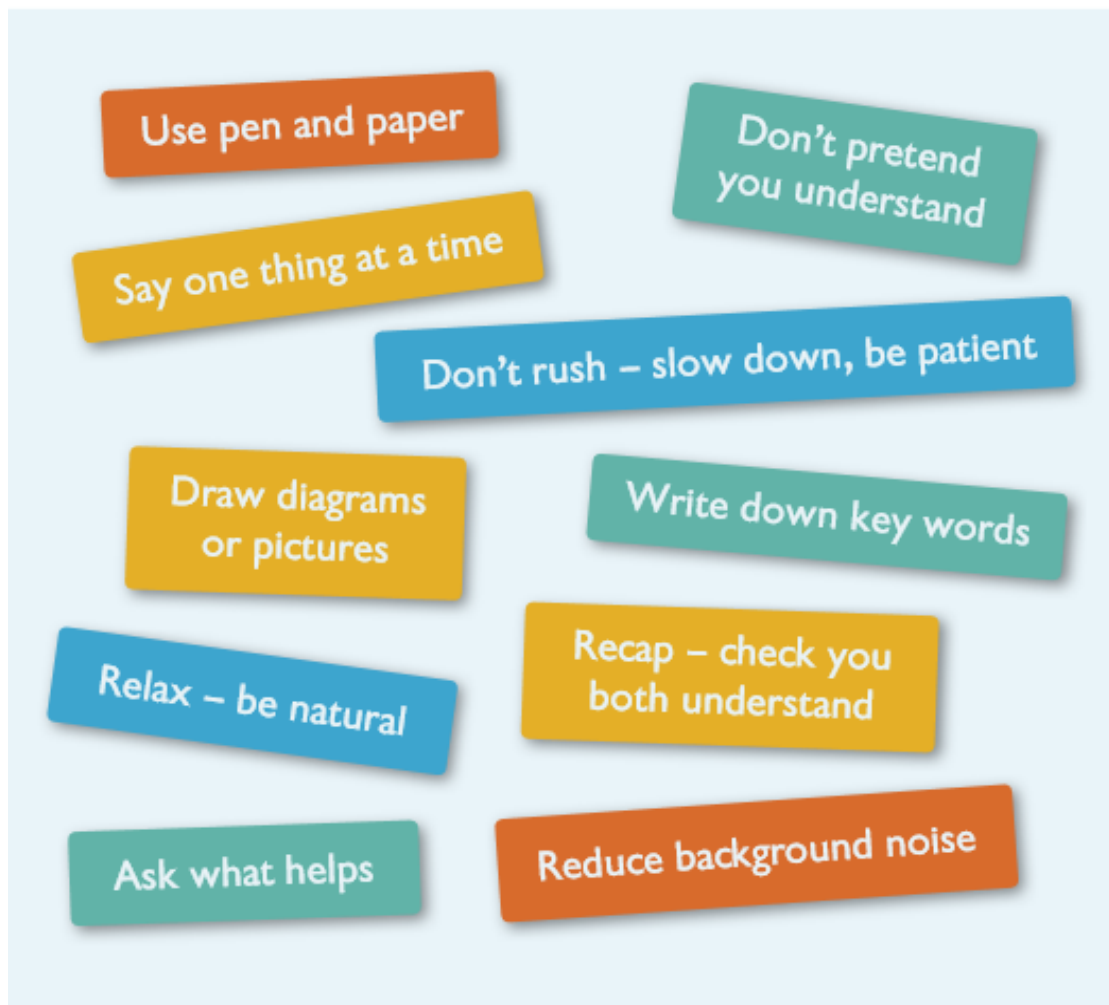 Use pen and paper
Don’t pretend
you understand
Say one thing at a time
Don’t rush – slow down, be patient
Draw diagrams
or pictures
Write down key words
Recap – check you
both understand
Relax – be natural
Ask what helps
Reduce background noise